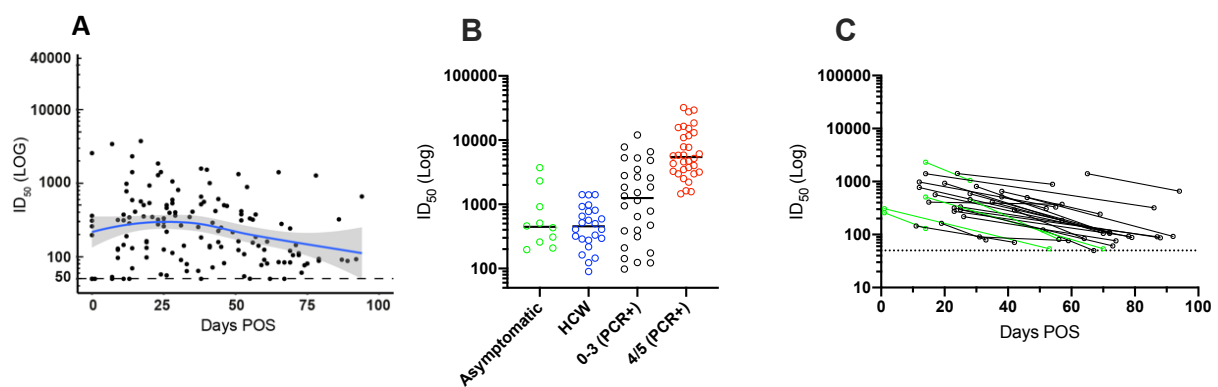 A
B
C
40000
10000
1000
100
50
ID50 (LOG)
0
25
50
75
100
Days POS
100000
10000
1000
100
ID50 (Log)
Asymptomatic
HCW
0-3 (PCR+)
4/5 (PCR+)
100000
10000
1000
100
10
ID50 (Log)
0
20
40
60
80
100
Days POS